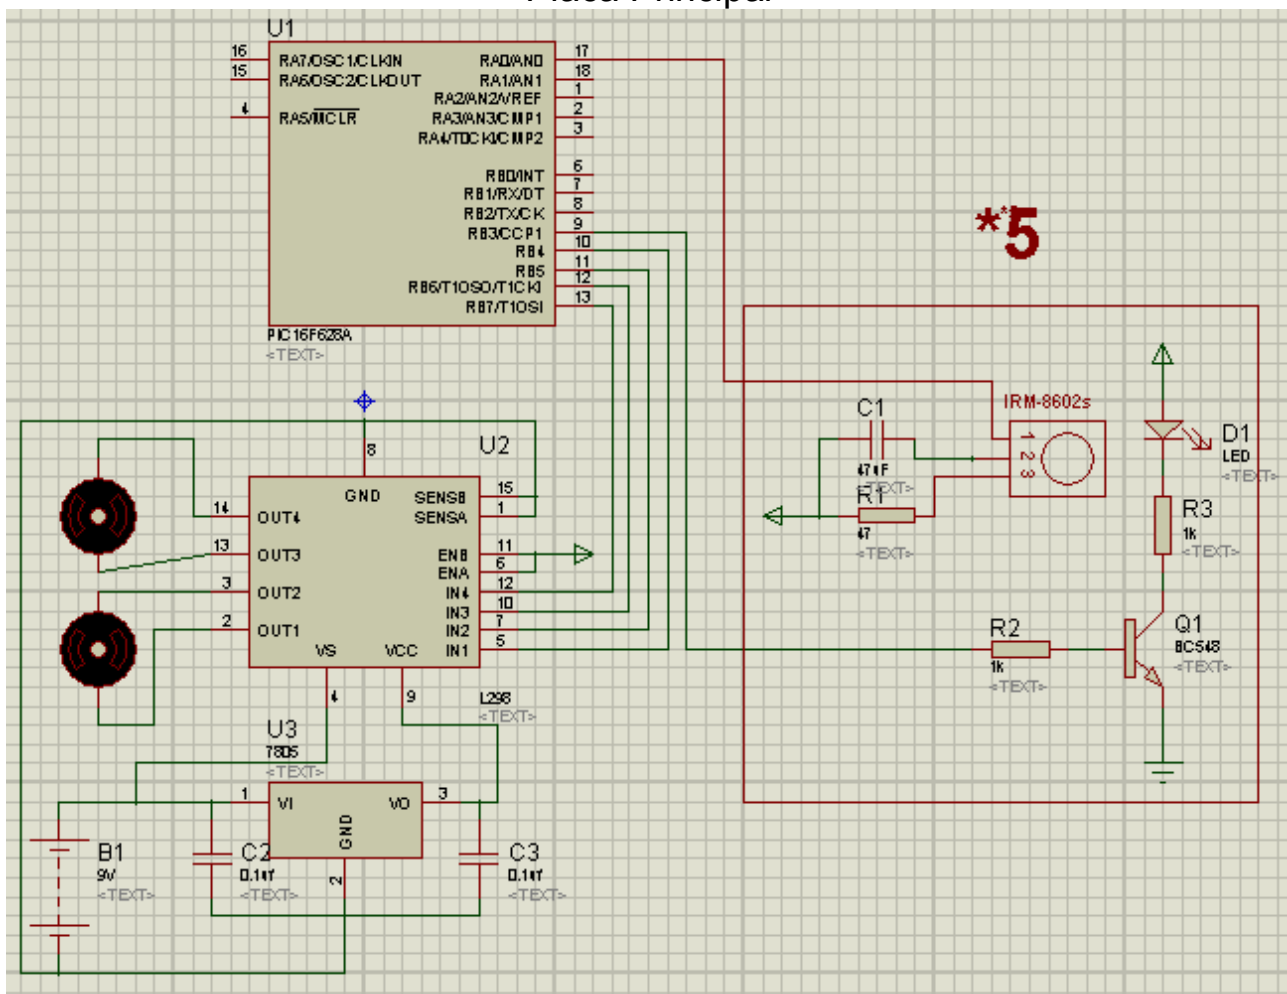 Placa Principal
U1
16 RA7/OSC1/CLKIN RA0/AN0 17
15 RA6/OSC2/CLKOUT RA1/AN1 18
RA2/AN2/VREF 1
4 RA5/MCLR RA3/AN3/CMP1 2
RA4/T0CKI/CMP2 3
RB0/INT 6
RB1/RX/DT 7
RB2/TX/CK 8
RB3/CCP1 9
RB4 10
RB5 11
RB6/T1OSO/T1CKI 12
RB7/T1OSI 13
PIC16F628A
<TEXT>
**5
IRM-8602s
1
2
3
C1
<TEXT>
R1
47
<TEXT>
D1
LED
<TEXT>
R3
1k
<TEXT>
R2
1k
<TEXT>
Q1
BC548
<TEXT>
U2
8
GND SENSB 15
SENSA 1
14 OUT4
13 OUT3 ENB 11
ENA 6
3 OUT2 IN4 12
IN3 10
2 OUT1 IN2 7
VS VCC IN1 5
4 9
L298
<TEXT>
U3
7805
<TEXT>
1 VI VO 3
GND
2
B1
9V
<TEXT>
C2
<TEXT>
C3
<TEXT>